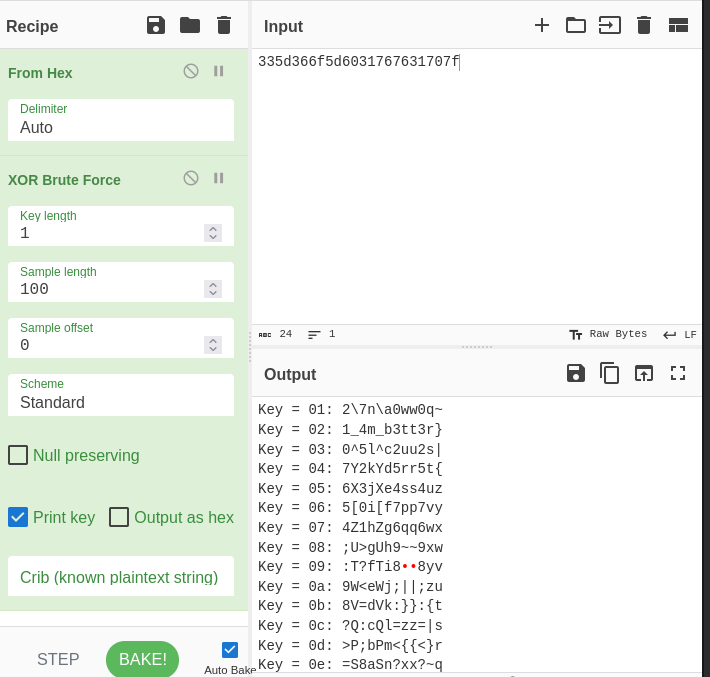 Recipe
From Hex
Delimiter
Auto
XOR Brute Force
Key length
1
Sample length
100
Sample offset
0
Scheme
Standard
Null preserving
Print key
Output as hex
Crib (known plaintext string)
STEP
BAKE!
Auto Bake
Input
335d366f5d6031767631707f
ABC 24 1
Raw Bytes LF
Output
Key = 01: 2\7n\a0ww0q~
Key = 02: 1_4m_b3tt3r}
Key = 03: 0^5l^c2uu2s|
Key = 04: 7Y2kYd5rr5t{
Key = 05: 6X3jXe4ss4uz
Key = 06: 5[0i[f7pp7vy
Key = 07: 4Z1hZg6qq6wx
Key = 08: ;U>gUh9~~9xw
Key = 09: :T?fTi8••8yv
Key = 0a: 9W<eWj;||;zu
Key = 0b: 8V=dVk:}}:{t
Key = 0c: ?Q:cQl=zz=|s
Key = 0d: >P;bPm<{{<}r
Key = 0e: =S8aSn?xx?~q